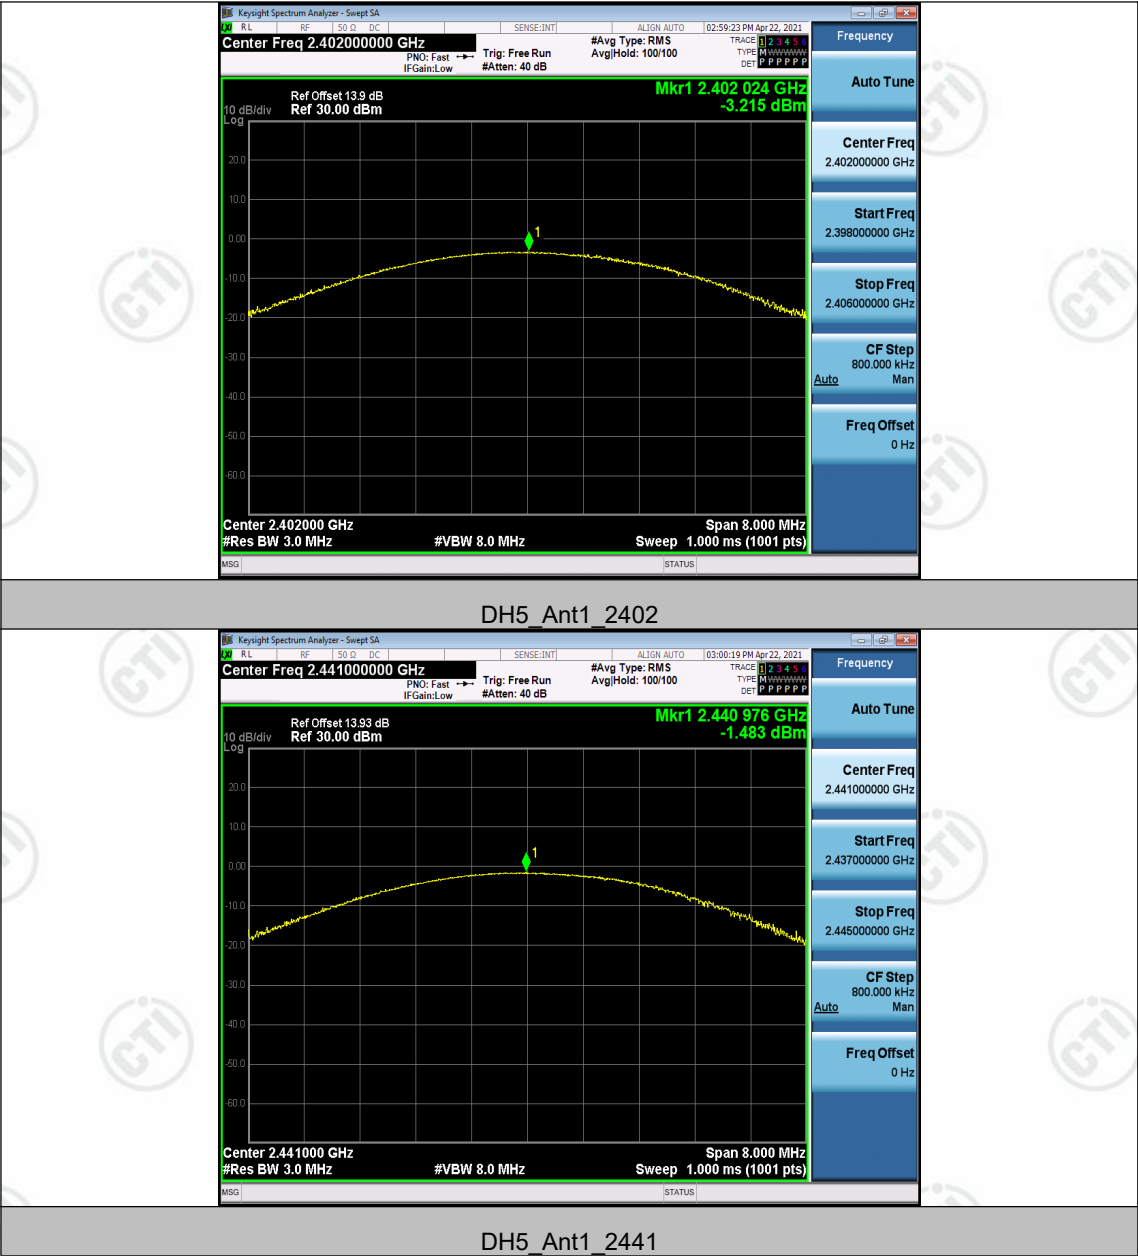 Keysight Spectrum Analyzer - Swept SA
LXI RL RF 50 Ω DC SENSE:INT ALIGN AUTO 02:59:23 PM Apr 22, 2021
Center Freq 2.402000000 GHz #Avg Type: RMS TRACE 1 2 3 4 5 6
PNO: Fast Trig: Free Run Avg|Hold: 100/100 TYPE M WWWWW
IFGain:Low #Atten: 40 dB DET P P P P P P
Frequency
Auto Tune
Center Freq
2.402000000 GHz
Start Freq
2.398000000 GHz
Stop Freq
2.406000000 GHz
CF Step
800.000 kHz
Auto Man
Freq Offset
0 Hz
Mkr1 2.402 024 GHz
-3.215 dBm
Ref Offset 13.9 dB
10 dB/div Ref 30.00 dBm
Log
20.0
10.0
0.00
1
-10.0
-20.0
-30.0
-40.0
-50.0
-60.0
Center 2.402000 GHz Span 8.000 MHz
#Res BW 3.0 MHz #VBW 8.0 MHz Sweep 1.000 ms (1001 pts)
MSG STATUS
DH5_Ant1_2402
Keysight Spectrum Analyzer - Swept SA
LXI RL RF 50 Ω DC SENSE:INT ALIGN AUTO 03:00:19 PM Apr 22, 2021
Center Freq 2.441000000 GHz #Avg Type: RMS TRACE 1 2 3 4 5 6
PNO: Fast Trig: Free Run Avg|Hold: 100/100 TYPE M WWWWW
IFGain:Low #Atten: 40 dB DET P P P P P P
Frequency
Auto Tune
Center Freq
2.441000000 GHz
Start Freq
2.437000000 GHz
Stop Freq
2.445000000 GHz
CF Step
800.000 kHz
Auto Man
Freq Offset
0 Hz
Mkr1 2.440 976 GHz
-1.483 dBm
Ref Offset 13.93 dB
10 dB/div Ref 30.00 dBm
Log
20.0
10.0
0.00
1
-10.0
-20.0
-30.0
-40.0
-50.0
-60.0
Center 2.441000 GHz Span 8.000 MHz
#Res BW 3.0 MHz #VBW 8.0 MHz Sweep 1.000 ms (1001 pts)
MSG STATUS
DH5_Ant1_2441
CTI
CTI
CTI
CTI
CTI